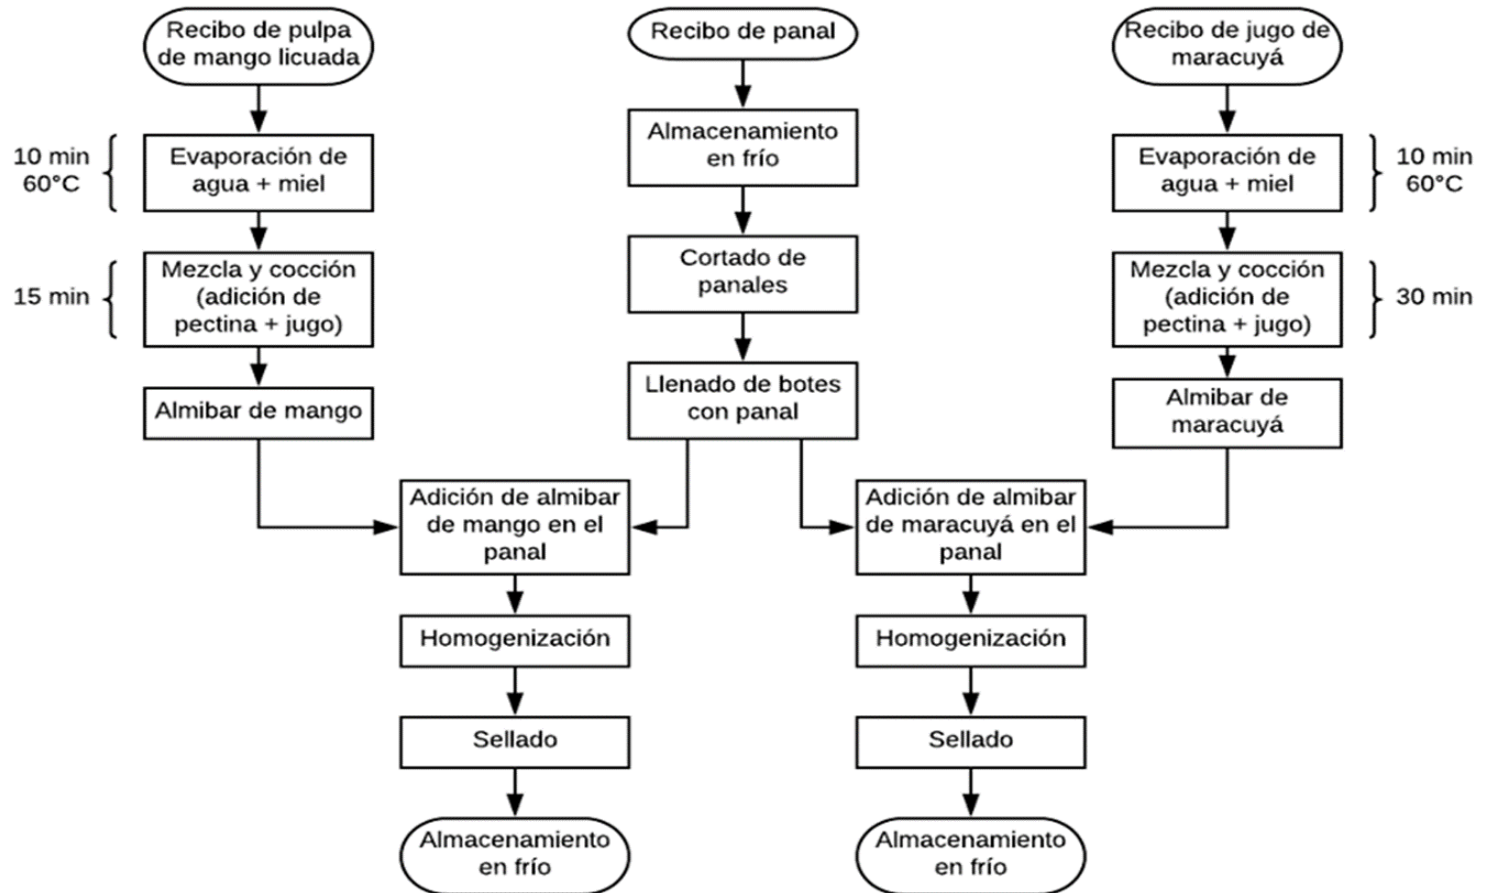 Recibo de pulpa
de mango licuada
10 min
60°C
Evaporación de
agua + miel
15 min
Mezcla y cocción
(adición de
pectina + jugo)
Almibar de mango
Recibo de panal
Almacenamiento
en frío
Cortado de
panales
Llenado de botes
con panal
Recibo de jugo de
maracuyá
Evaporación de
agua + miel
10 min
60°C
Mezcla y cocción
(adición de
pectina + jugo)
30 min
Almibar de
maracuyá
Adición de almibar
de mango en el
panal
Homogenización
Sellado
Almacenamiento
en frío
Adición de almibar
de maracuyá en el
panal
Homogenización
Sellado
Almacenamiento
en frío